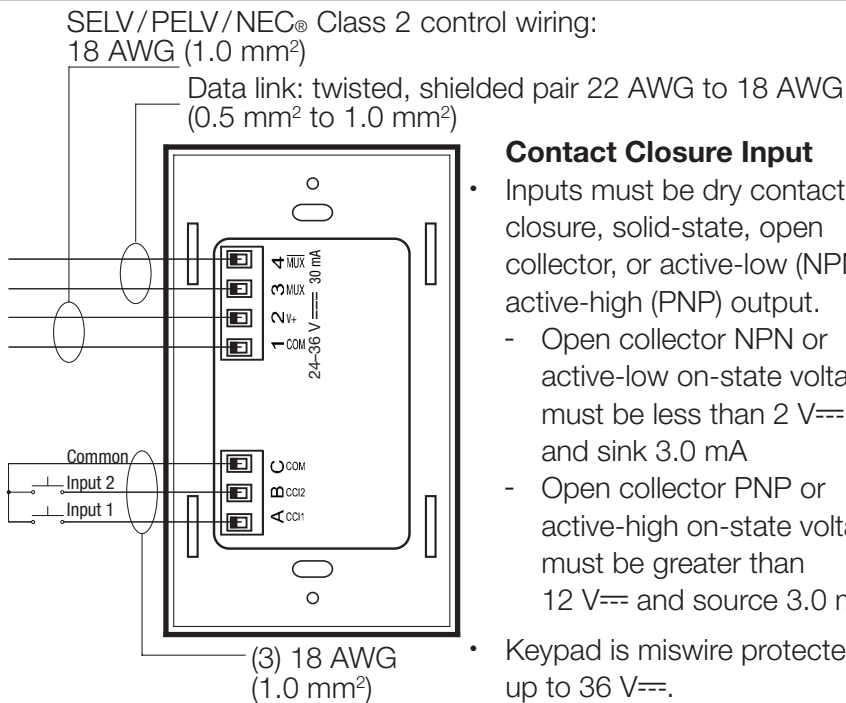 SELV/PELV/NEC® Class 2 control wiring:
18 AWG (1.0 mm²)
Data link: twisted, shielded pair 22 AWG to 18 AWG
(0.5 mm² to 1.0 mm²)
4 MUX
3 MUX
2 V+
1 COM
24–36 V 30 mA
Common
Input 2
Input 1
C COM
B CCI2
A CCI1
(3) 18 AWG
(1.0 mm²)
Contact Closure Input
• Inputs must be dry contact
closure, solid-state, open
collector, or active-low (NPN
active-high (PNP) output.
- Open collector NPN or
active-low on-state volta
must be less than 2 V⎓
and sink 3.0 mA
- Open collector PNP or
active-high on-state volta
must be greater than
12 V⎓ and source 3.0 m
• Keypad is miswire protecte
up to 36 V⎓.